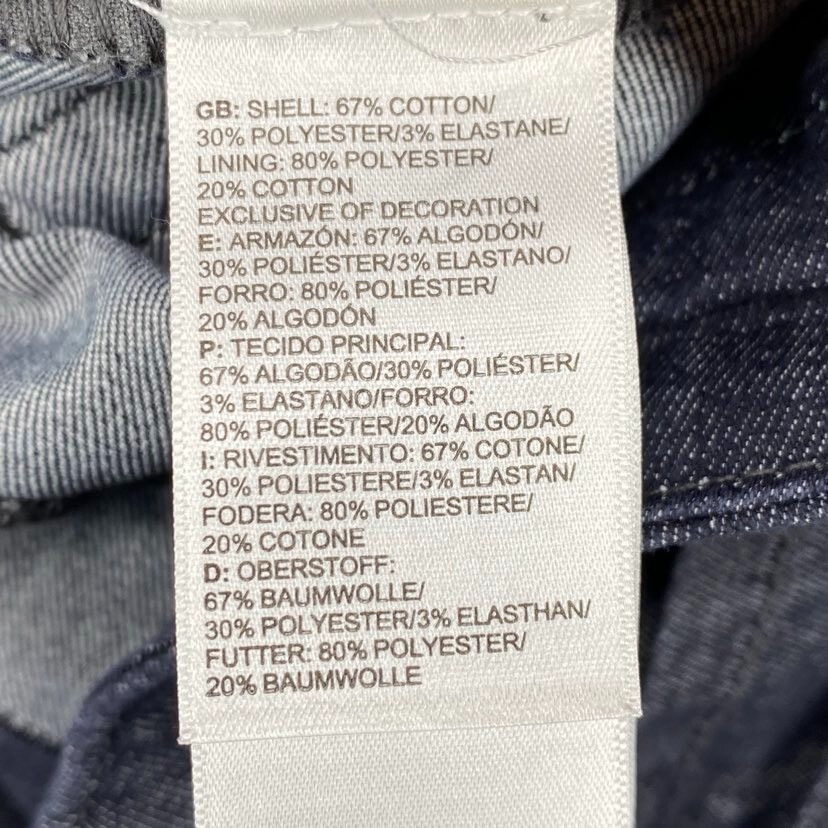 GB: SHELL: 67% COTTON/
30% POLYESTER/3% ELASTANE/
LINING: 80% POLYESTER/
20% COTTON
EXCLUSIVE OF DECORATION
E: ARMAZÓN: 67% ALGODÓN/
30% POLIÉSTER/3% ELASTANO/
FORRO: 80% POLIÉSTER/
20% ALGODÓN
P: TECIDO PRINCIPAL:
67% ALGODÃO/30% POLIÉSTER/
3% ELASTANO/FORRO:
80% POLIÉSTER/20% ALGODÃO
I: RIVESTIMENTO: 67% COTONE/
30% POLIESTERE/3% ELASTAN/
FODERA: 80% POLIESTERE/
20% COTONE
D: OBERSTOFF:
67% BAUMWOLLE/
30% POLYESTER/3% ELASTHAN/
FUTTER: 80% POLYESTER/
20% BAUMWOLLE